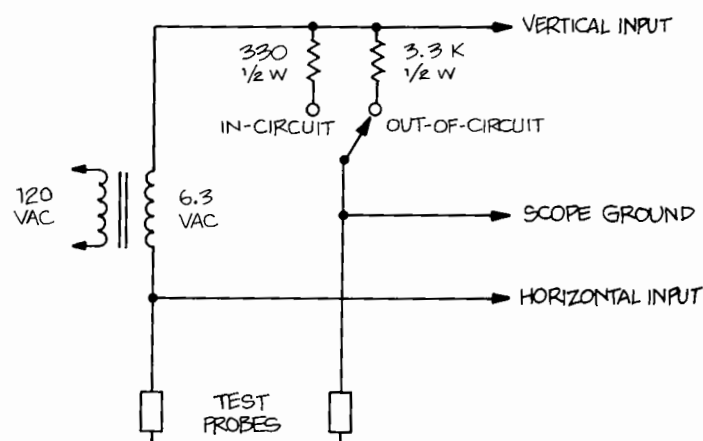 VERTICAL INPUT
330
1/2 W
3.3 K
1/2 W
IN-CIRCUIT
OUT-OF-CIRCUIT
120
VAC
6.3
VAC
SCOPE GROUND
HORIZONTAL INPUT
TEST
PROBES